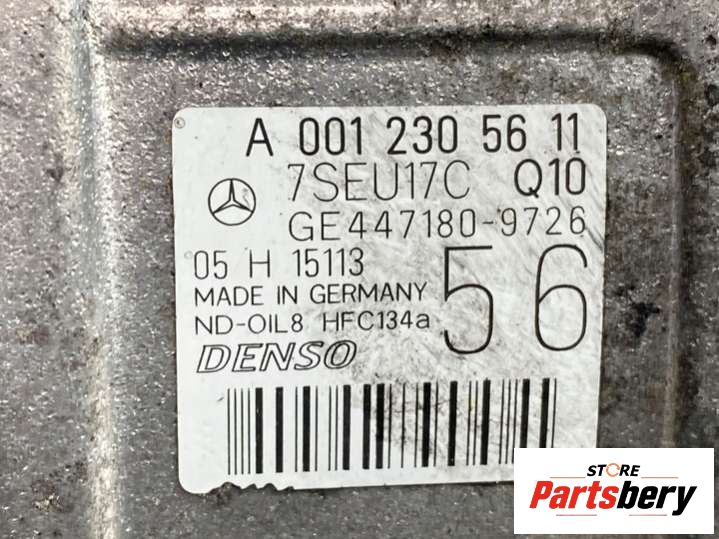 A 001 230 56 11
7SEU17C Q10
GE447180-9726
05 H 15113
56
MADE IN GERMANY
ND-OIL8 HFC134a
DENSO
STORE
Partsbery